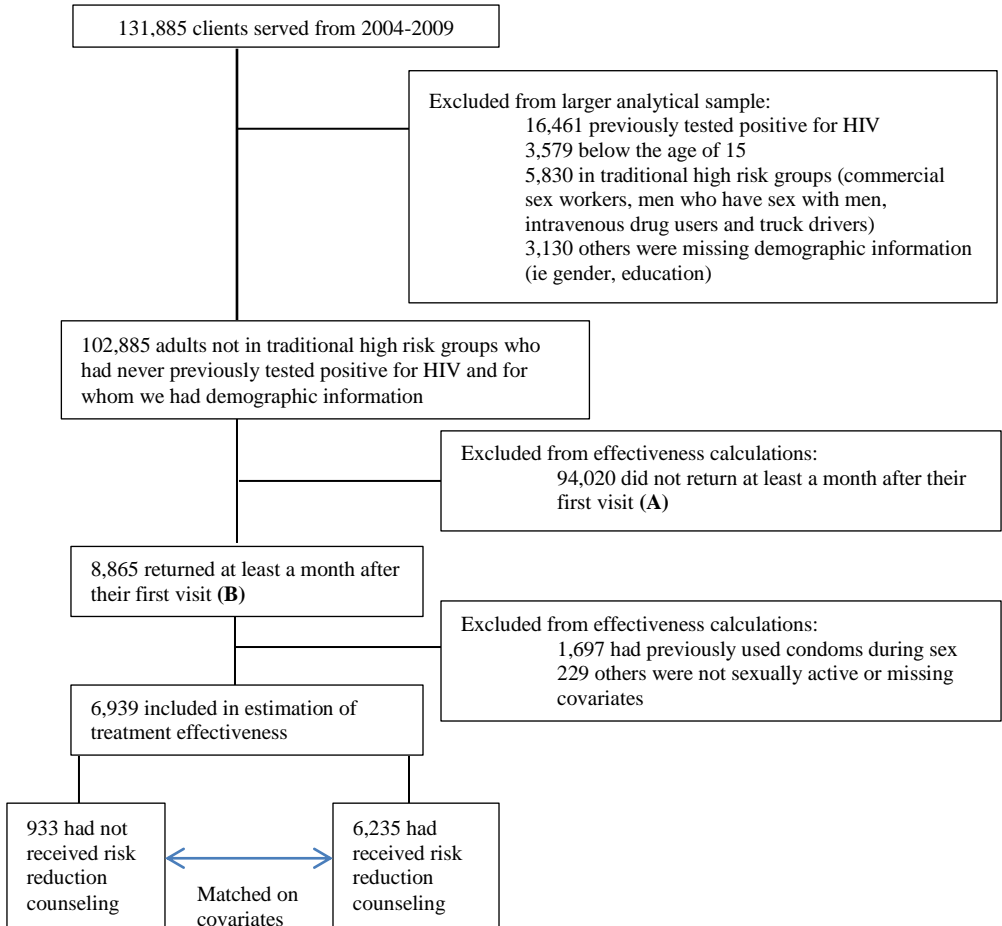 131,885 clients served from 2004-2009
Excluded from larger analytical sample:
16,461 previously tested positive for HIV
3,579 below the age of 15
5,830 in traditional high risk groups (commercial
sex workers, men who have sex with men,
intravenous drug users and truck drivers)
3,130 others were missing demographic information
(ie gender, education)
102,885 adults not in traditional high risk groups who
had never previously tested positive for HIV and for
whom we had demographic information
Excluded from effectiveness calculations:
94,020 did not return at least a month after their
first visit (A)
8,865 returned at least a month after
their first visit (B)
Excluded from effectiveness calculations:
1,697 had previously used condoms during sex
229 others were not sexually active or missing
covariates
6,939 included in estimation of
treatment effectiveness
933 had not
received risk
reduction
counseling
Matched on
covariates
6,235 had
received risk
reduction
counseling